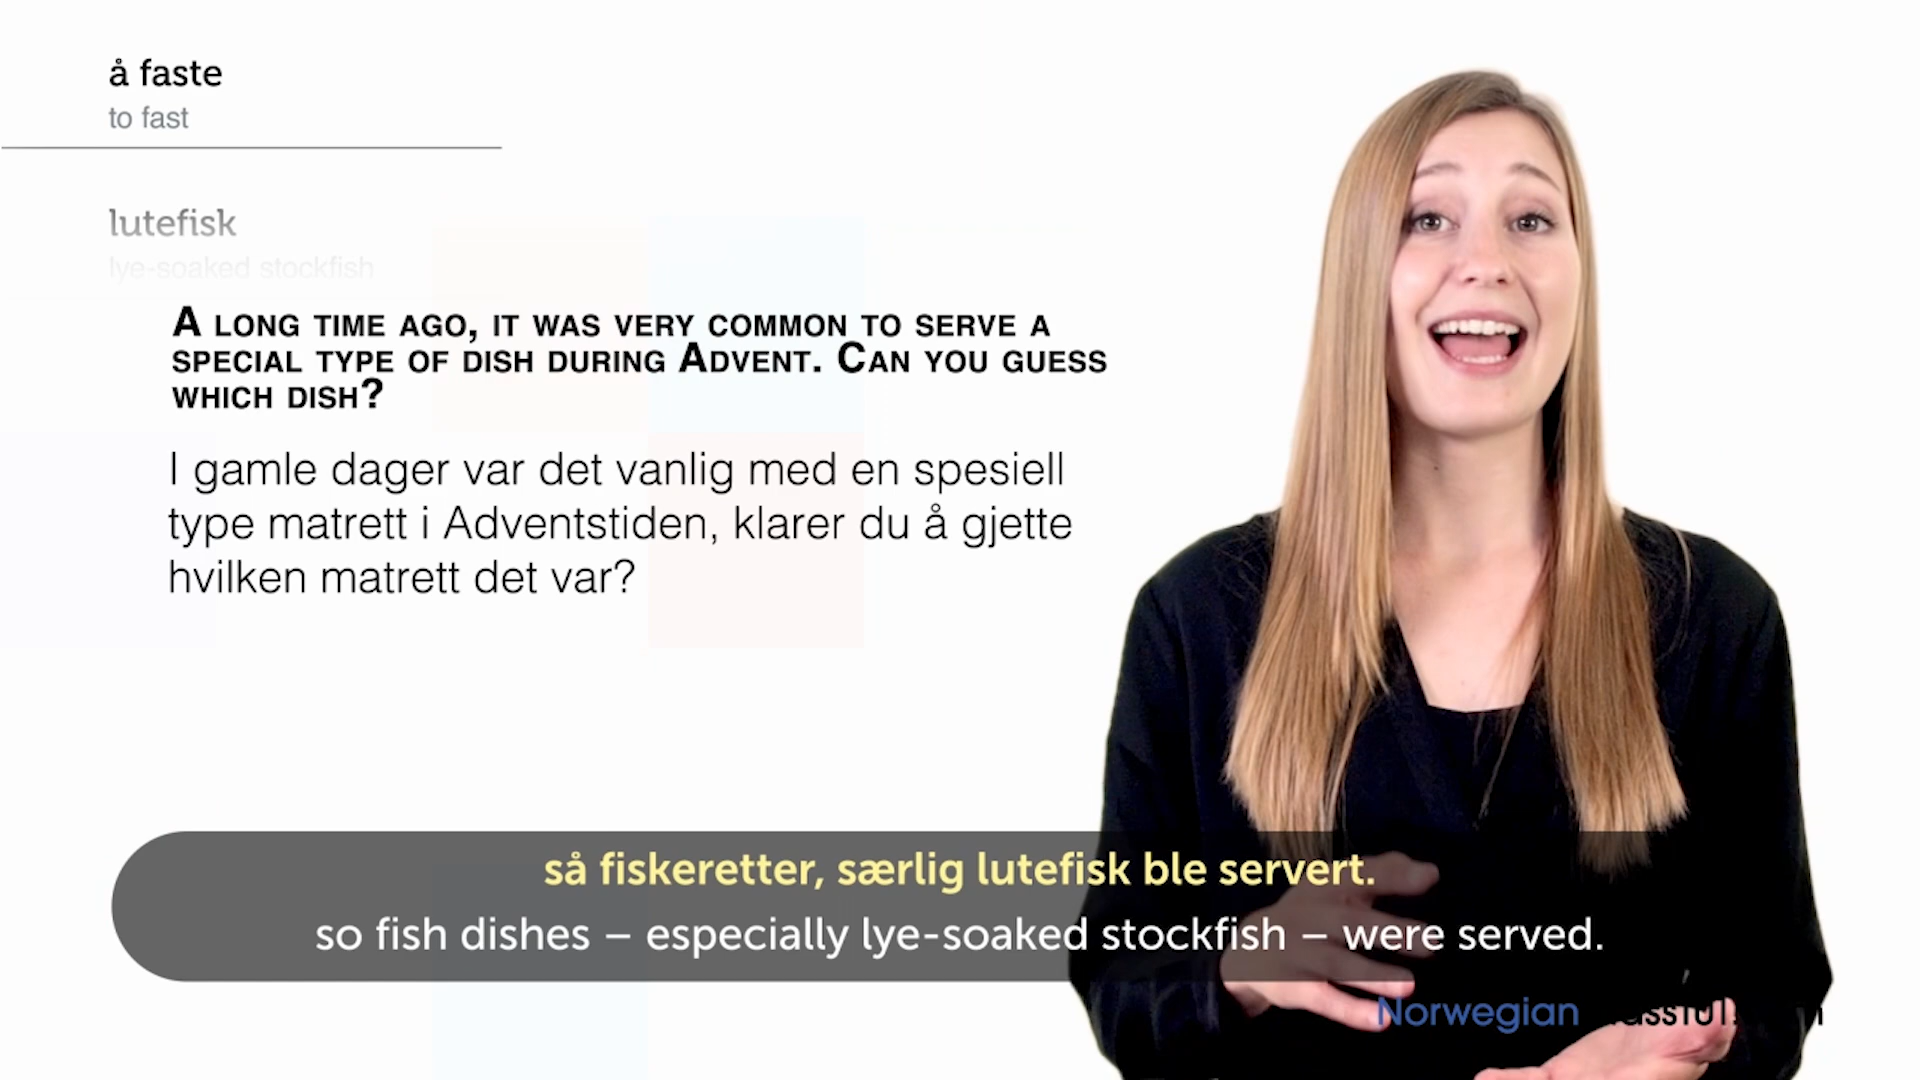 å faste
to fast
lutefisk
lye-soaked stockfish
A LONG TIME AGO, IT WAS VERY COMMON TO SERVE A
SPECIAL TYPE OF DISH DURING ADVENT. CAN YOU GUESS
WHICH DISH?
I gamle dager var det vanlig med en spesiell
type matrett i Adventstiden, klarer du å gjette
hvilken matrett det var?
så fiskeretter, særlig lutefisk ble servert.
so fish dishes – especially lye-soaked stockfish – were served.
Norwegian